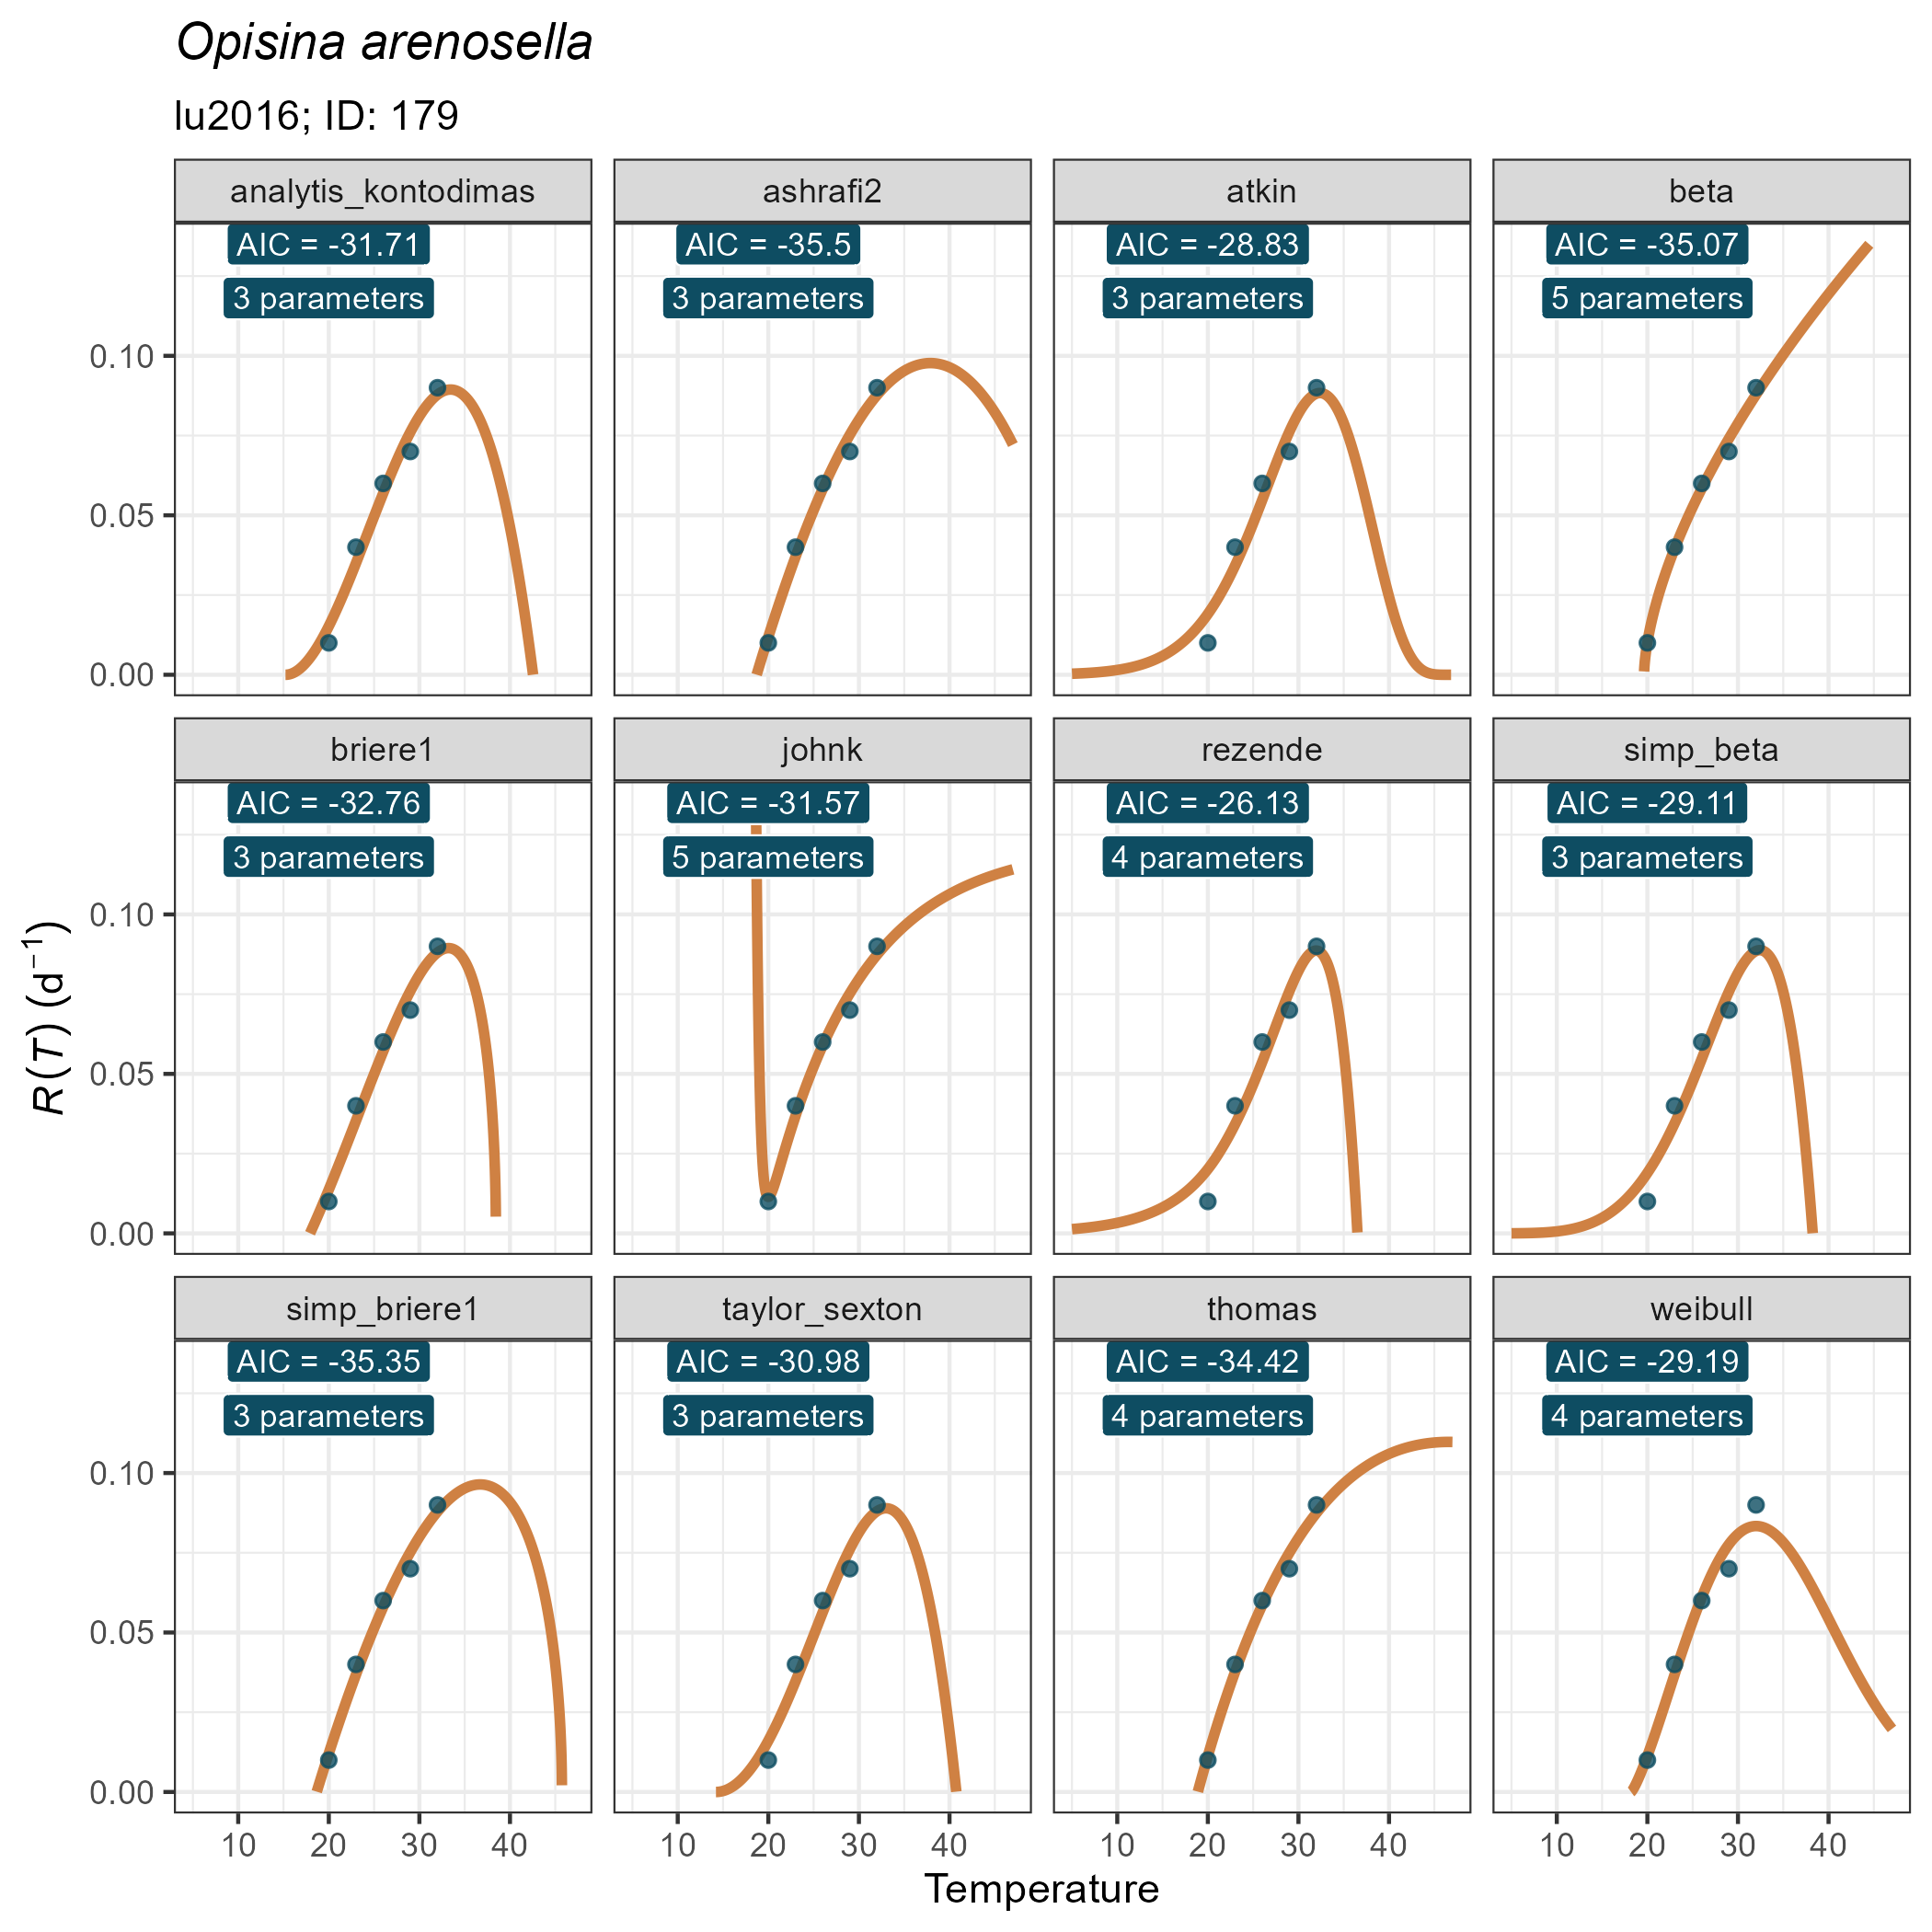 Opisina arenosella
lu2016; ID: 179
analytis_kontodimas ashrafi2 atkin beta
AIC = -31.71 AIC = -35.5 AIC = -28.83 AIC = -35.07
3 parameters 3 parameters 3 parameters 5 parameters
0.10
0.05
0.00
briere1 johnk rezende simp_beta
AIC = -32.76 AIC = -31.57 AIC = -26.13 AIC = -29.11
3 parameters 5 parameters 4 parameters 3 parameters
0.10
0.05
0.00
R(T) (d⁻¹)
simp_briere1 taylor_sexton thomas weibull
AIC = -35.35 AIC = -30.98 AIC = -34.42 AIC = -29.19
3 parameters 3 parameters 4 parameters 4 parameters
0.10
0.05
0.00
10 20 30 40 10 20 30 40 10 20 30 40 10 20 30 40
Temperature